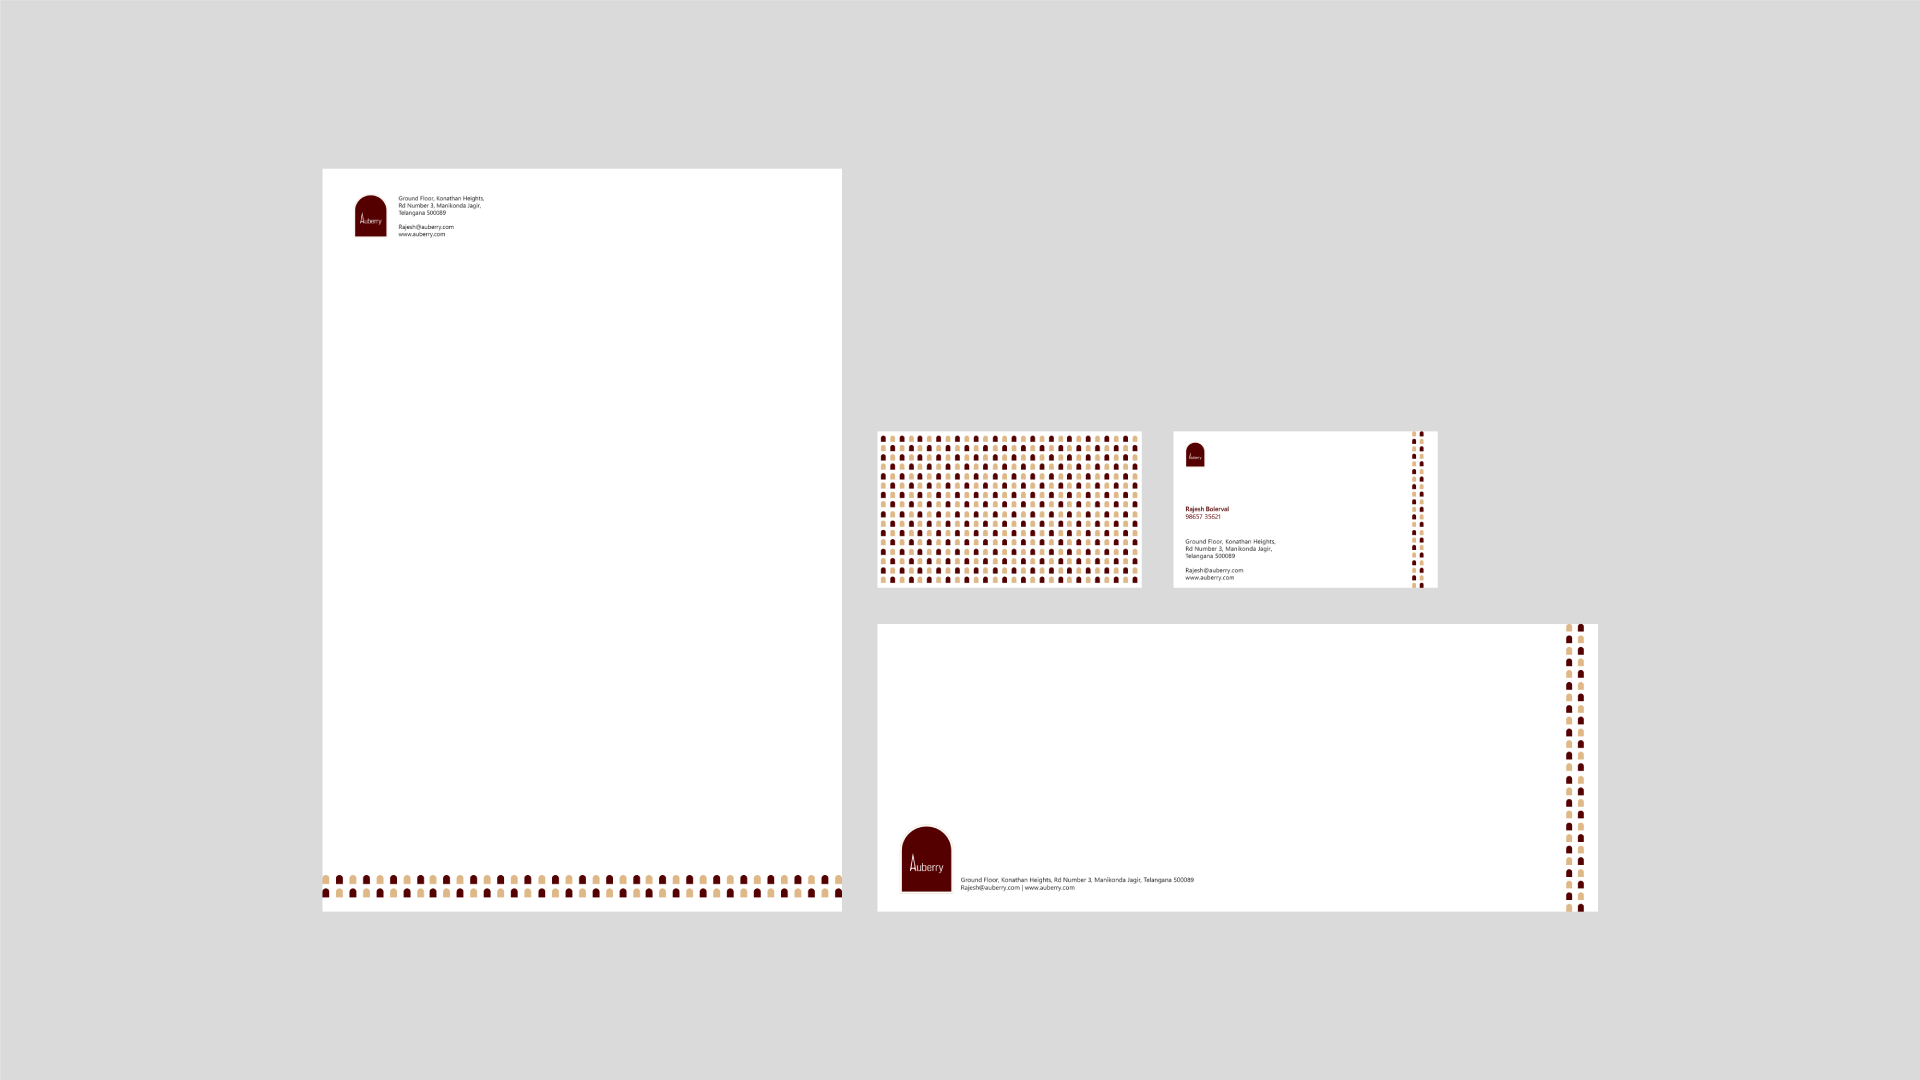 Auberry
Ground Floor, Konathan Heights,
Rd Number 3, Manikonda Jagir,
Telangana 500089
Rajesh@auberry.com
www.auberry.com
Auberry
Rajesh Bolerval
98657 35621
Ground Floor, Konathan Heights,
Rd Number 3, Manikonda Jagir,
Telangana 500089
Rajesh@auberry.com
www.auberry.com
Auberry
Ground Floor, Konathan Heights, Rd Number 3, Manikonda Jagir, Telangana 500089
Rajesh@auberry.com | www.auberry.com